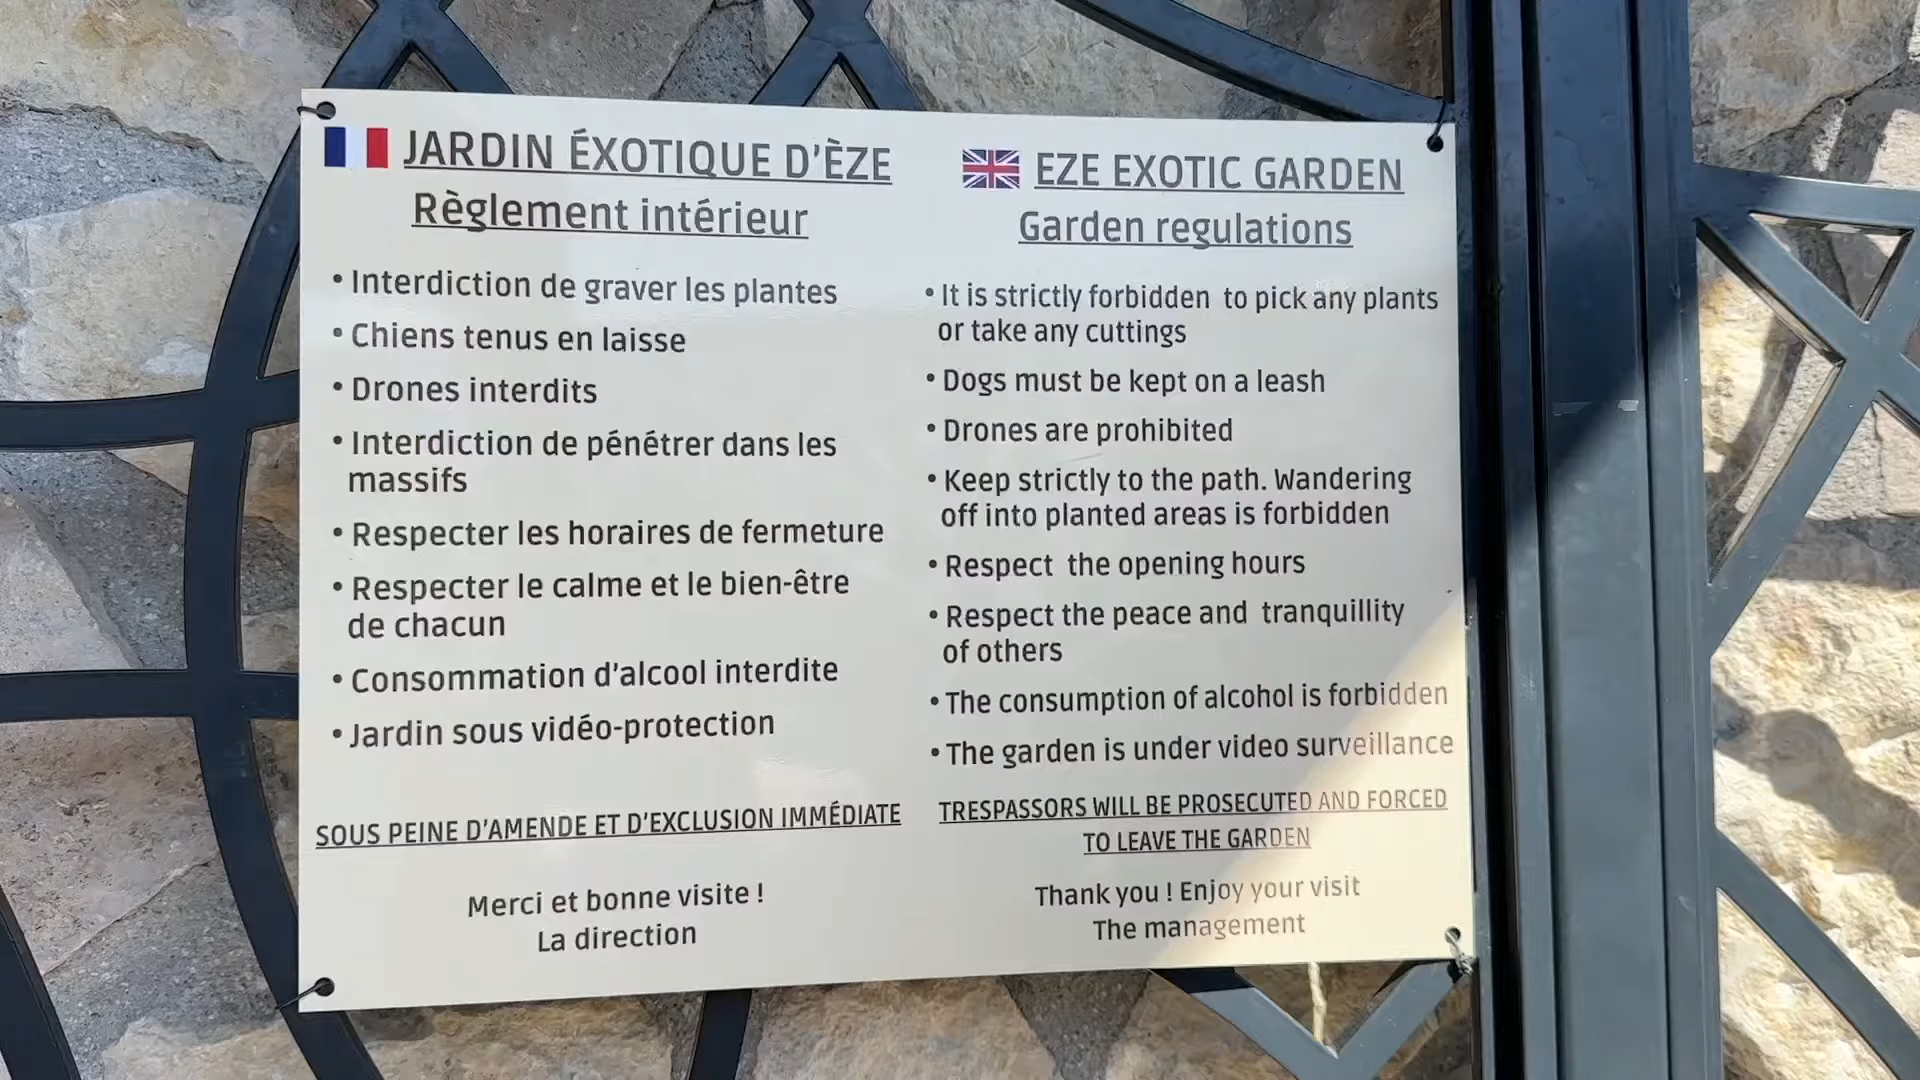 JARDIN ÉXOTIQUE D'ÈZE
Règlement intérieur
• Interdiction de graver les plantes
• Chiens tenus en laisse
• Drones interdits
• Interdiction de pénétrer dans les
massifs
• Respecter les horaires de fermeture
• Respecter le calme et le bien-être
de chacun
• Consommation d'alcool interdite
• Jardin sous vidéo-protection
SOUS PEINE D'AMENDE ET D'EXCLUSION IMMÉDIATE
Merci et bonne visite !
La direction
EZE EXOTIC GARDEN
Garden regulations
• It is strictly forbidden to pick any plants
or take any cuttings
• Dogs must be kept on a leash
• Drones are prohibited
• Keep strictly to the path. Wandering
off into planted areas is forbidden
• Respect the opening hours
• Respect the peace and tranquillity
of others
• The consumption of alcohol is forbidden
• The garden is under video surveillance
TRESPASSORS WILL BE PROSECUTED AND FORCED
TO LEAVE THE GARDEN
Thank you ! Enjoy your visit
The management